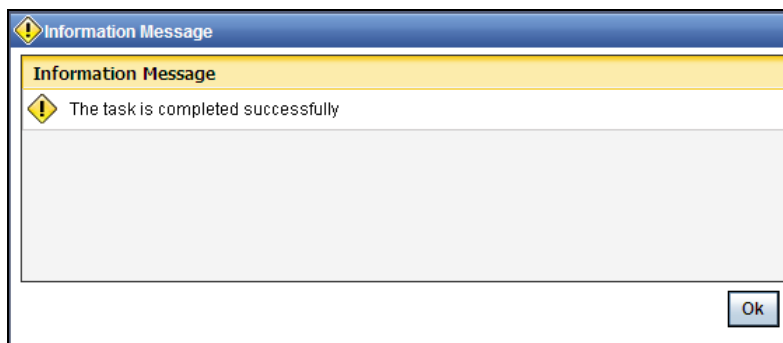 Information Message
Information Message
The task is completed successfully
Ok